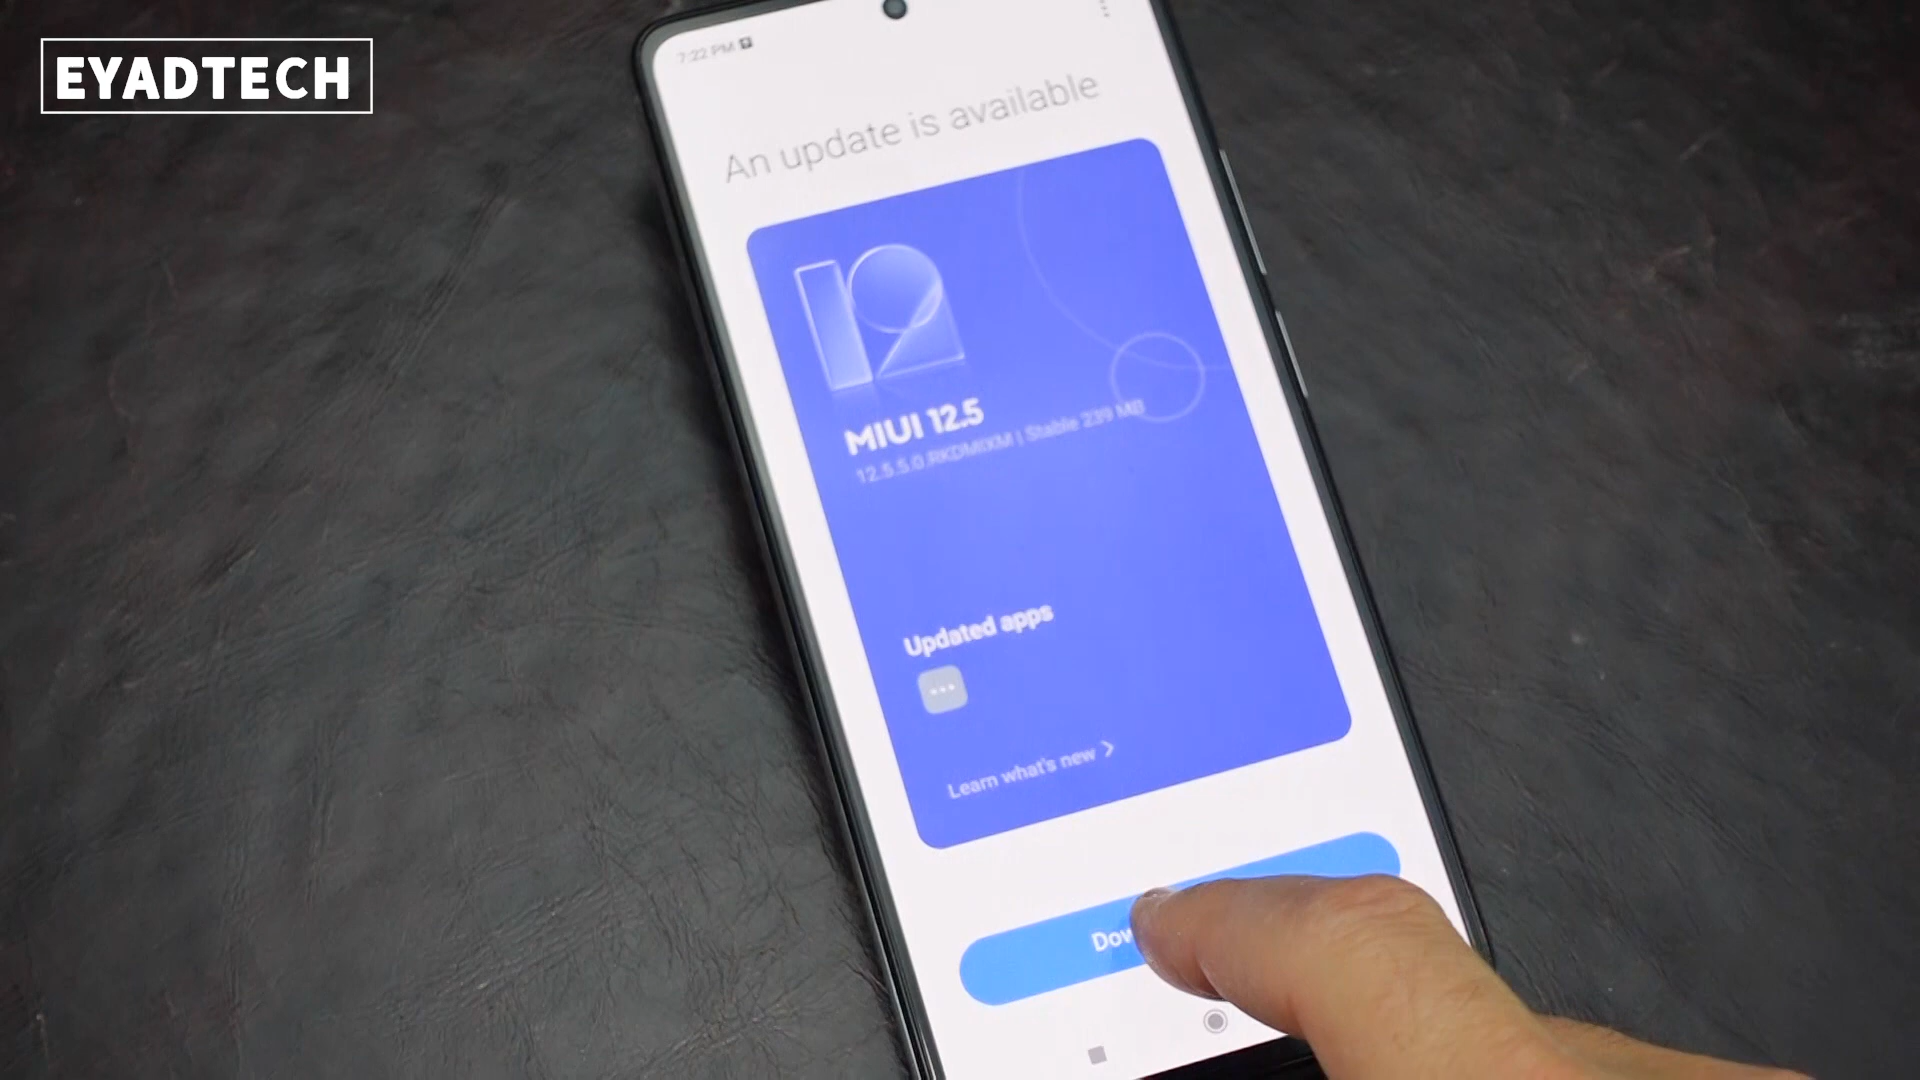 EYADTECH
7:22 PM
An update is available
12
MIUI 12.5
12.5.5.0.RKDMIXM | Stable 239 MB
Updated apps
Learn what's new
Dow